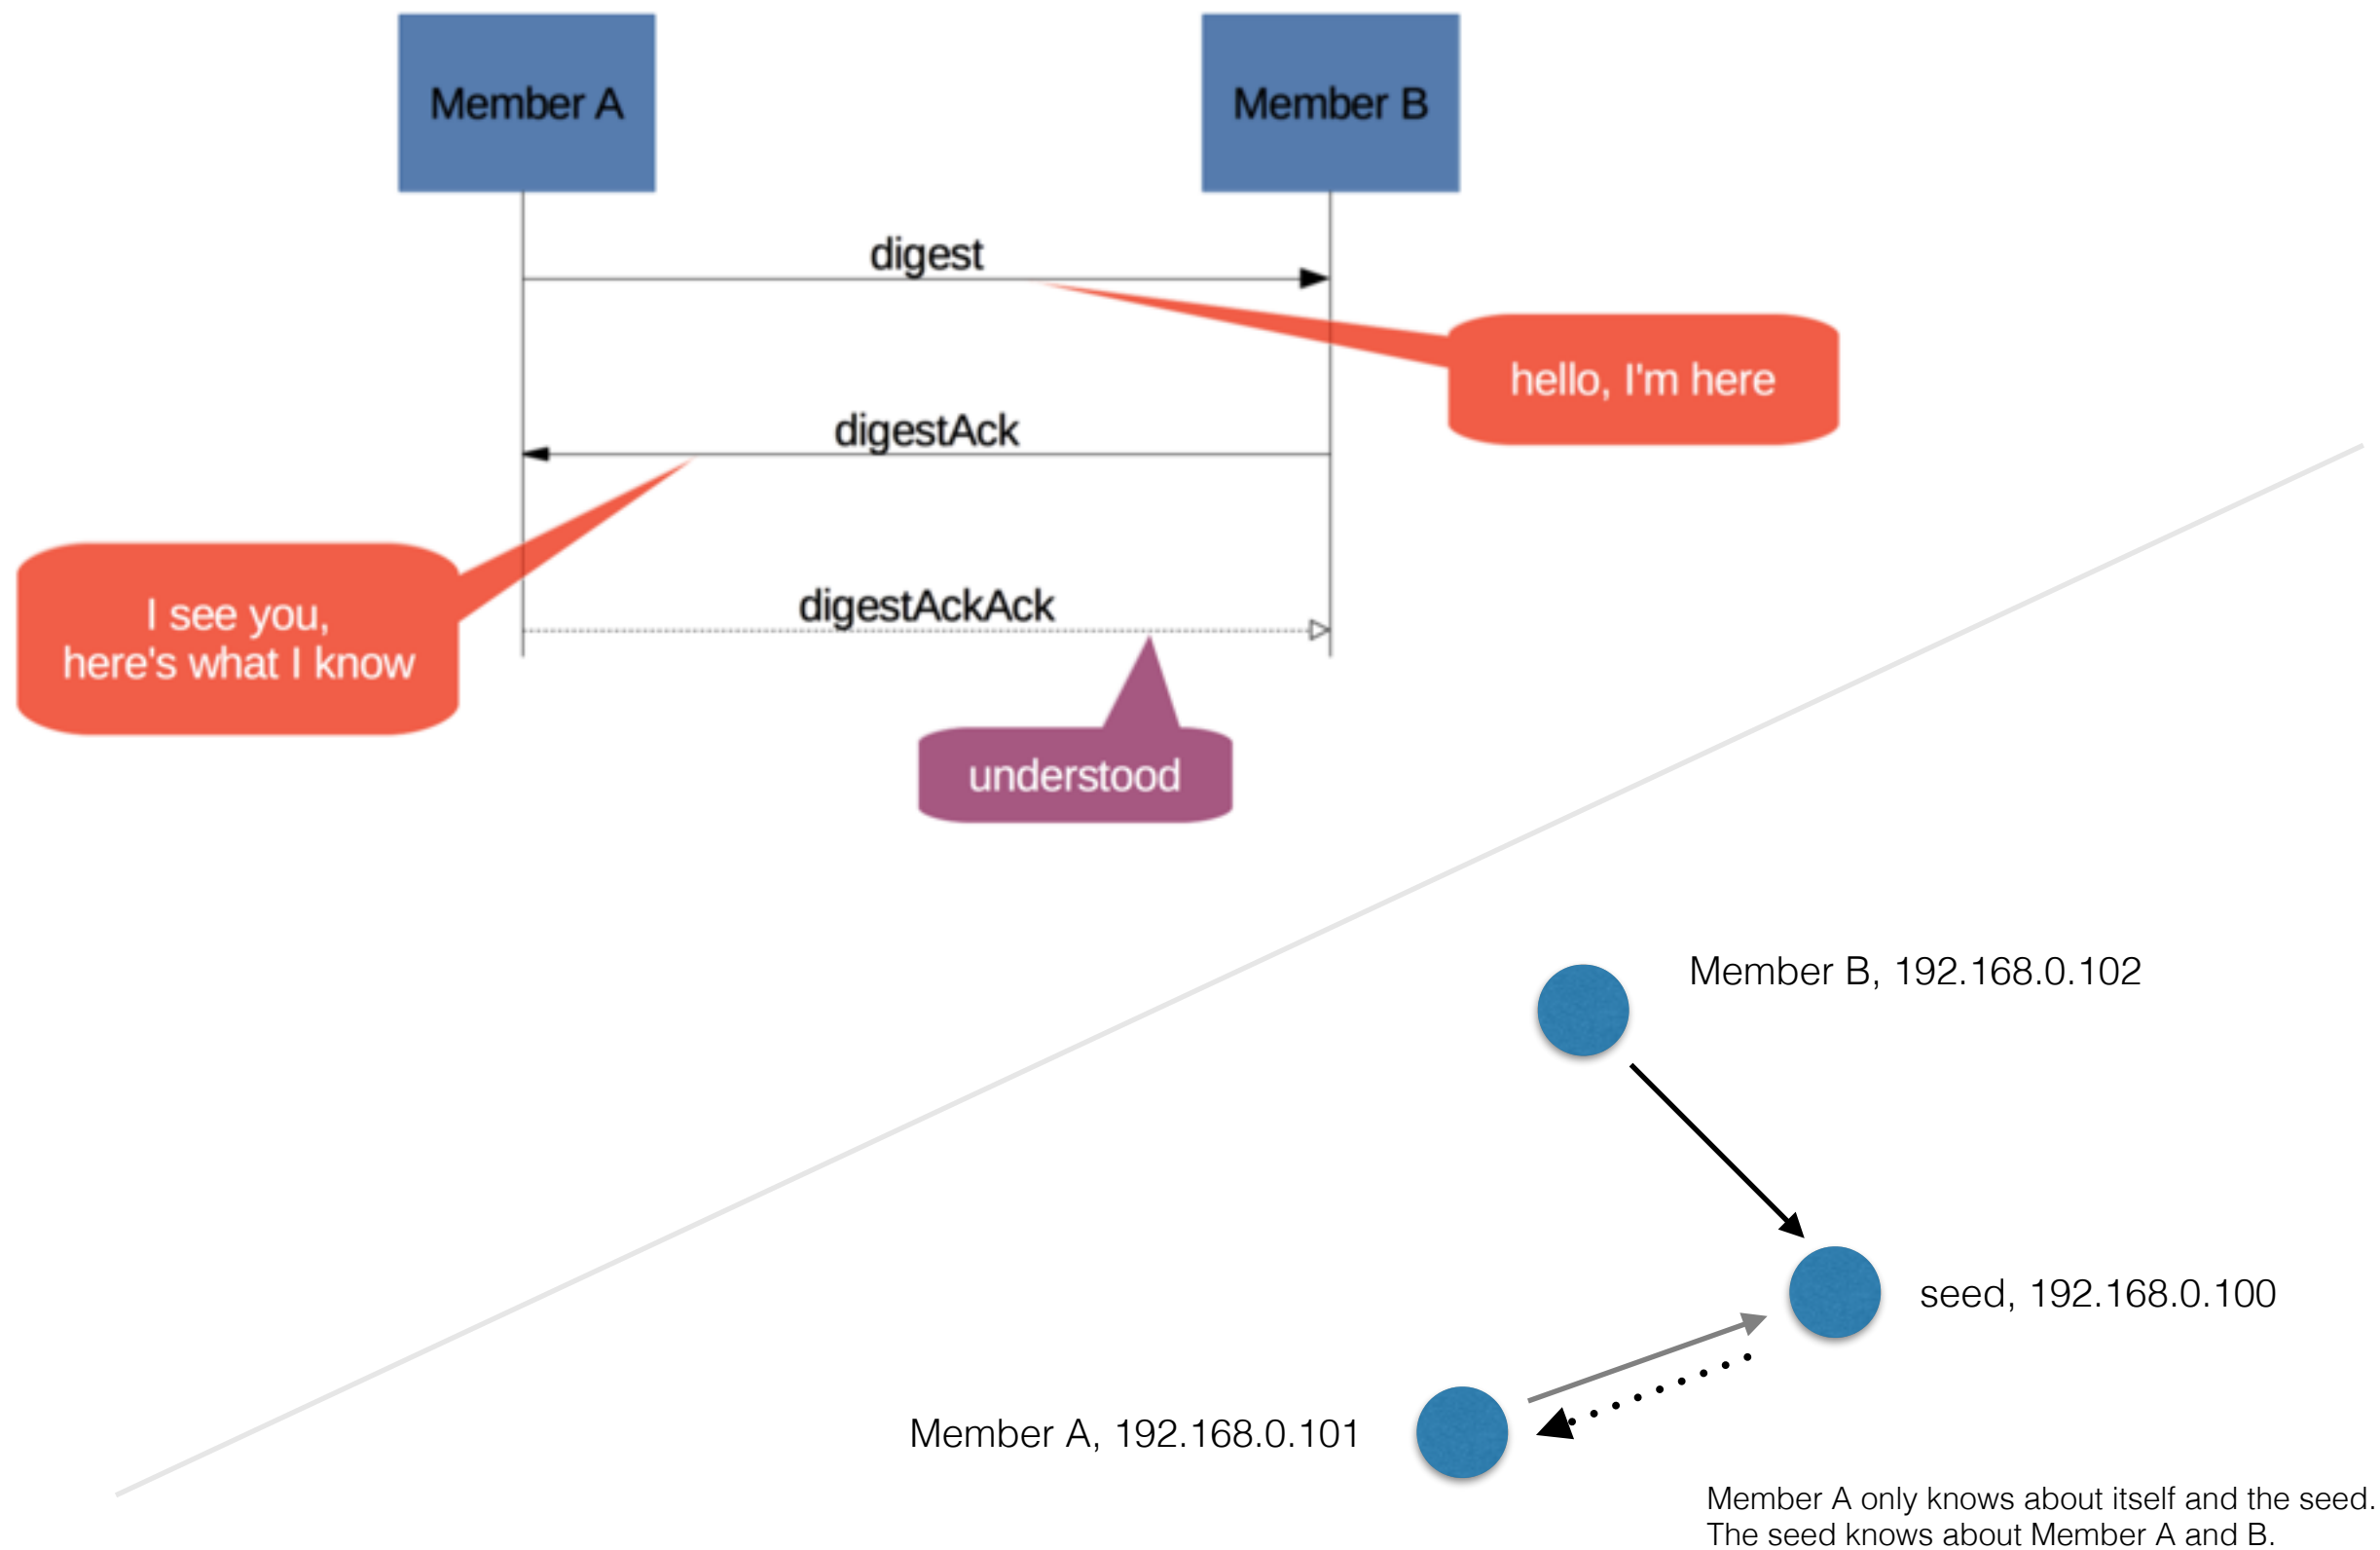 Member A
Member B
digest
hello, I'm here
digestAck
I see you,
here's what I know
digestAckAck
understood
Member B, 192.168.0.102
seed, 192.168.0.100
Member A, 192.168.0.101
Member A only knows about itself and the seed.
The seed knows about Member A and B.